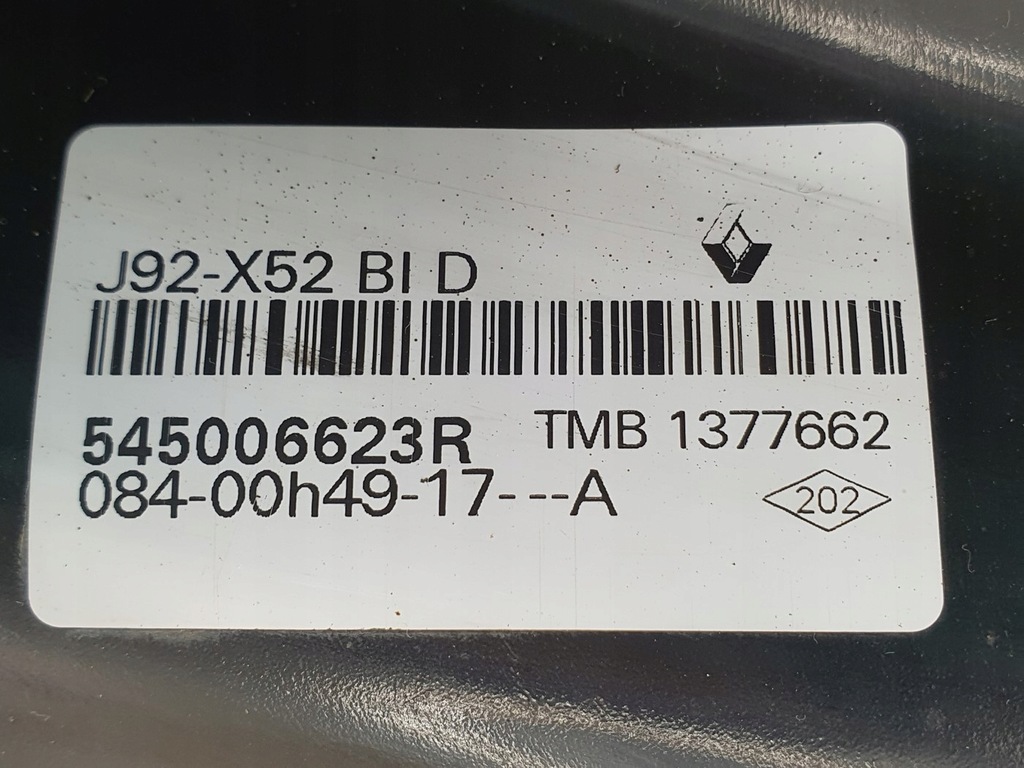 J92-X52 BI D
545006623R TMB 1377662
084-00h49-17---A
202